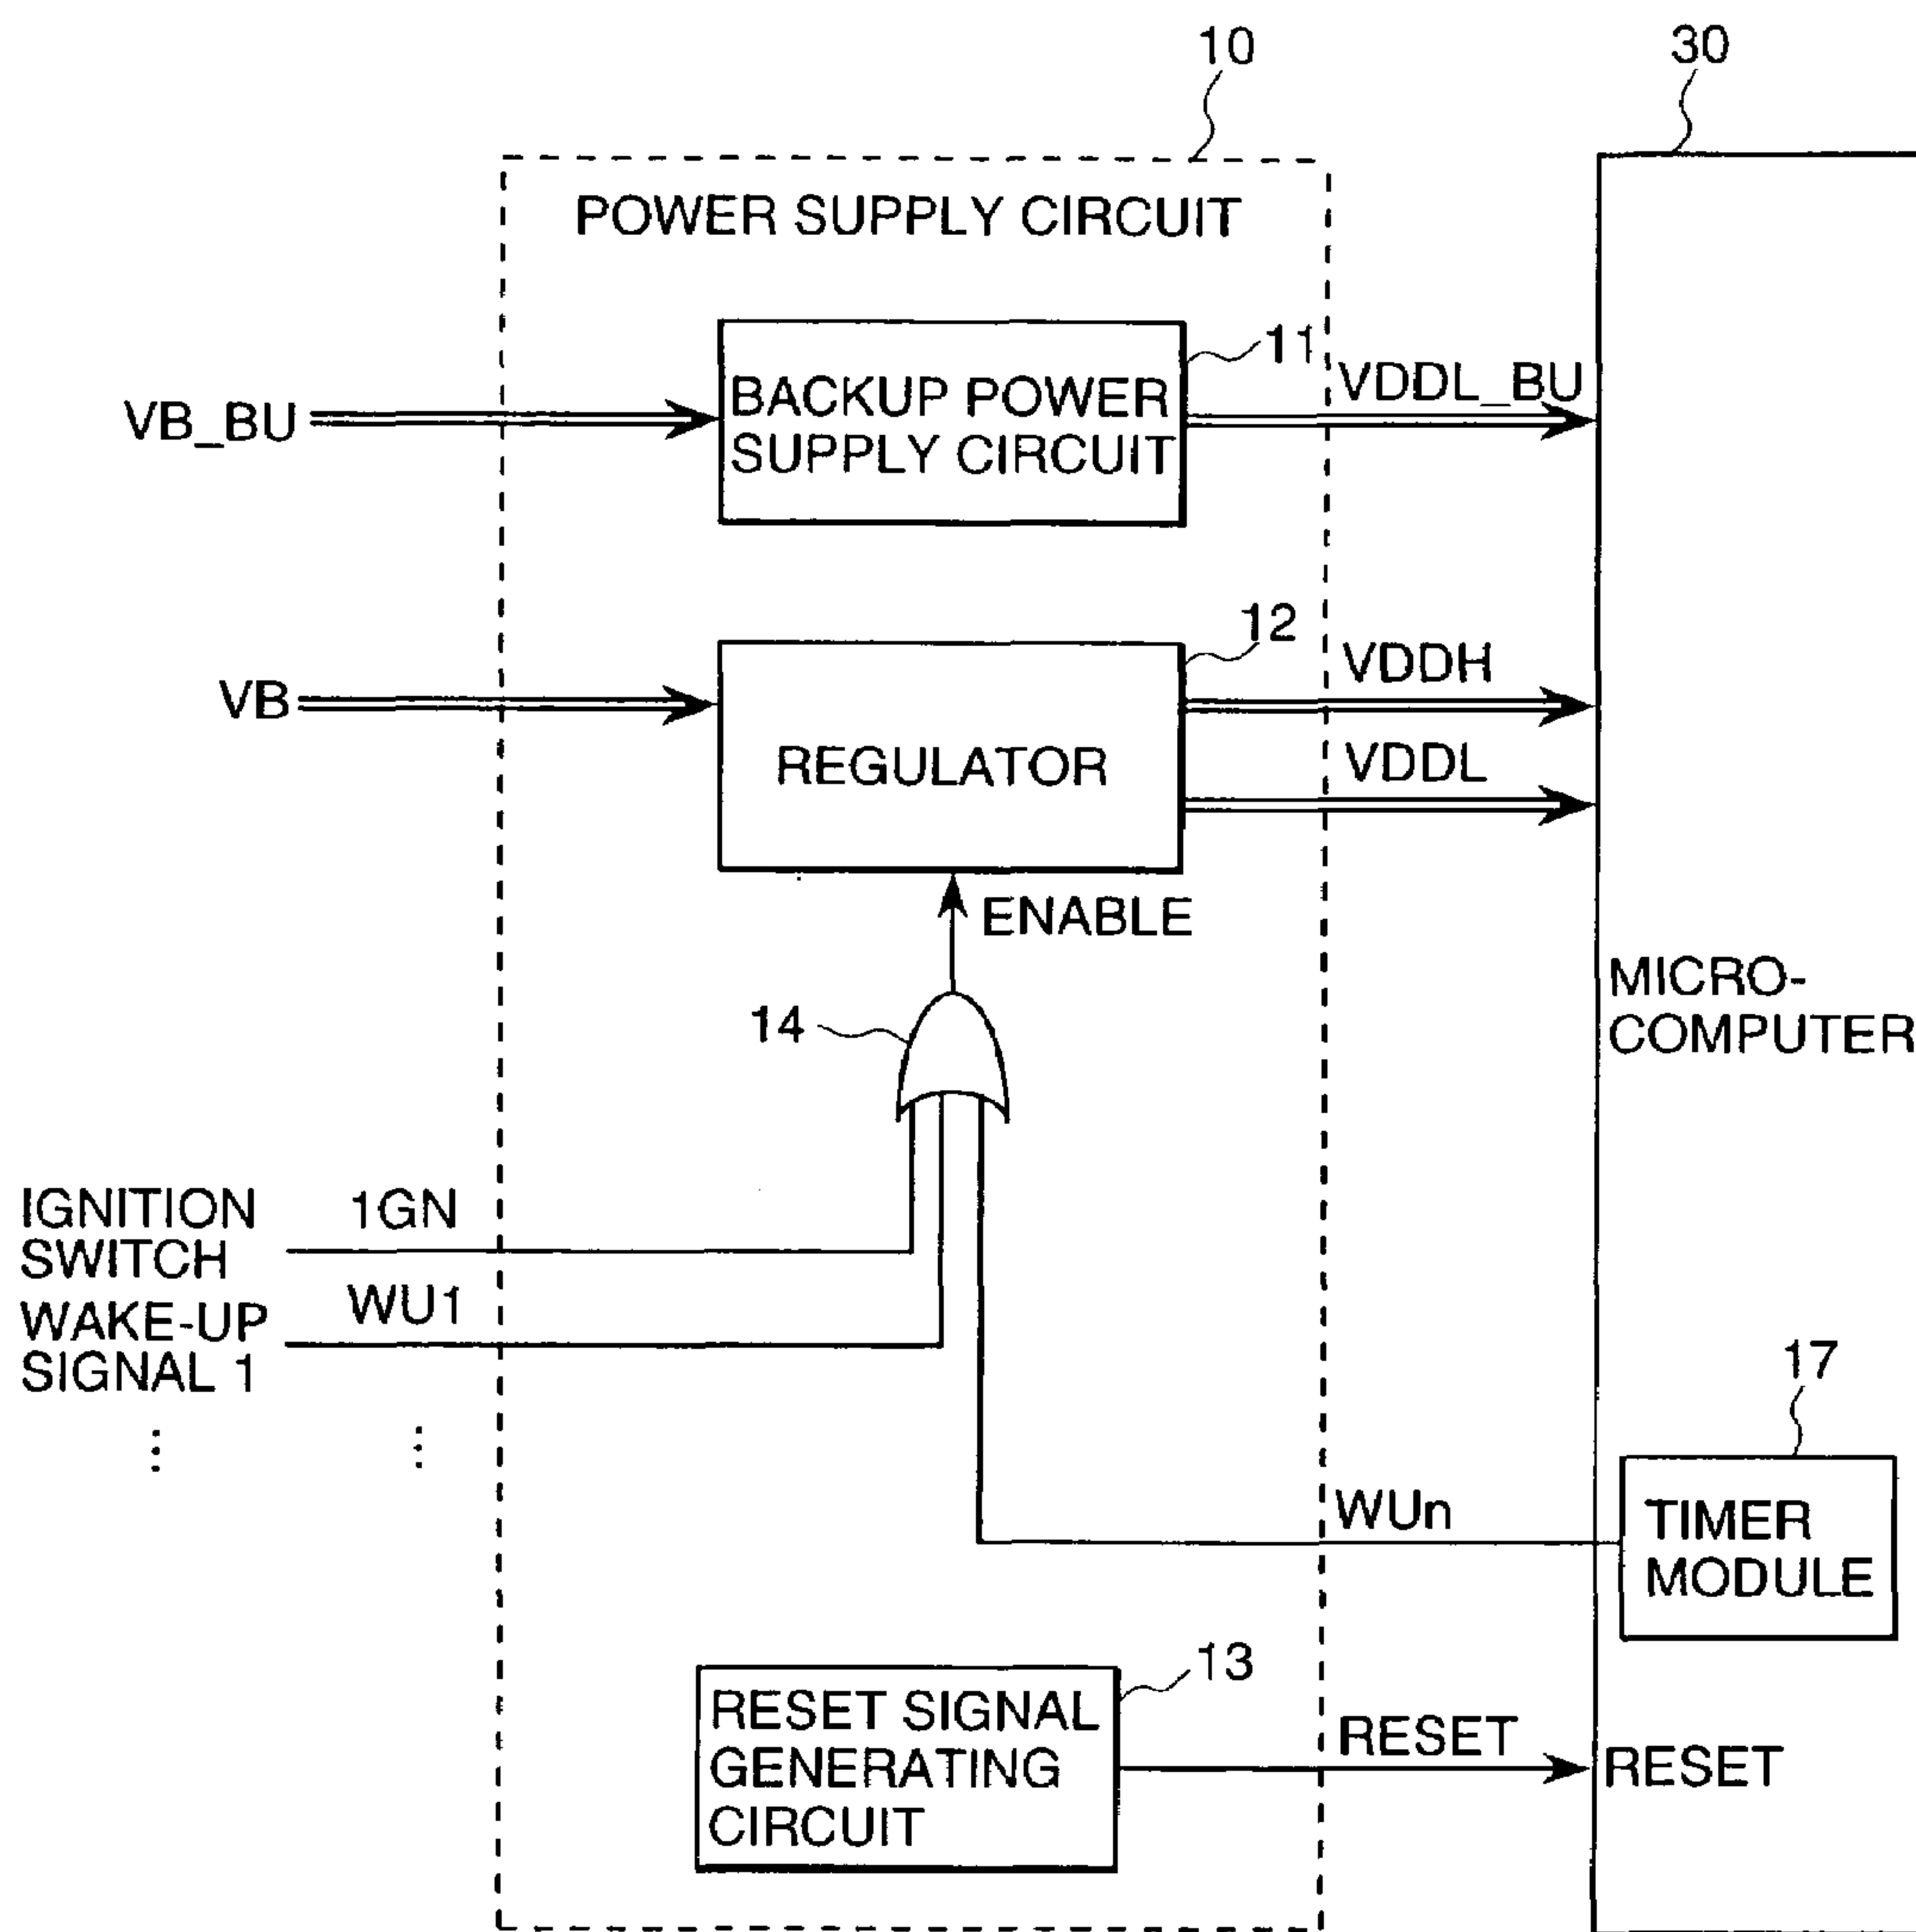 10
30
POWER SUPPLY CIRCUIT
11
VB_BU
BACKUP POWER
SUPPLY CIRCUIT
VDDL_BU
12
VB
REGULATOR
VDDH
VDDL
ENABLE
14
MICRO-
COMPUTER
IGNITION
SWITCH
1GN
WAKE-UP
SIGNAL 1
WU1
⋮
⋮
17
WUn
TIMER
MODULE
13
RESET SIGNAL
GENERATING
CIRCUIT
RESET
RESET